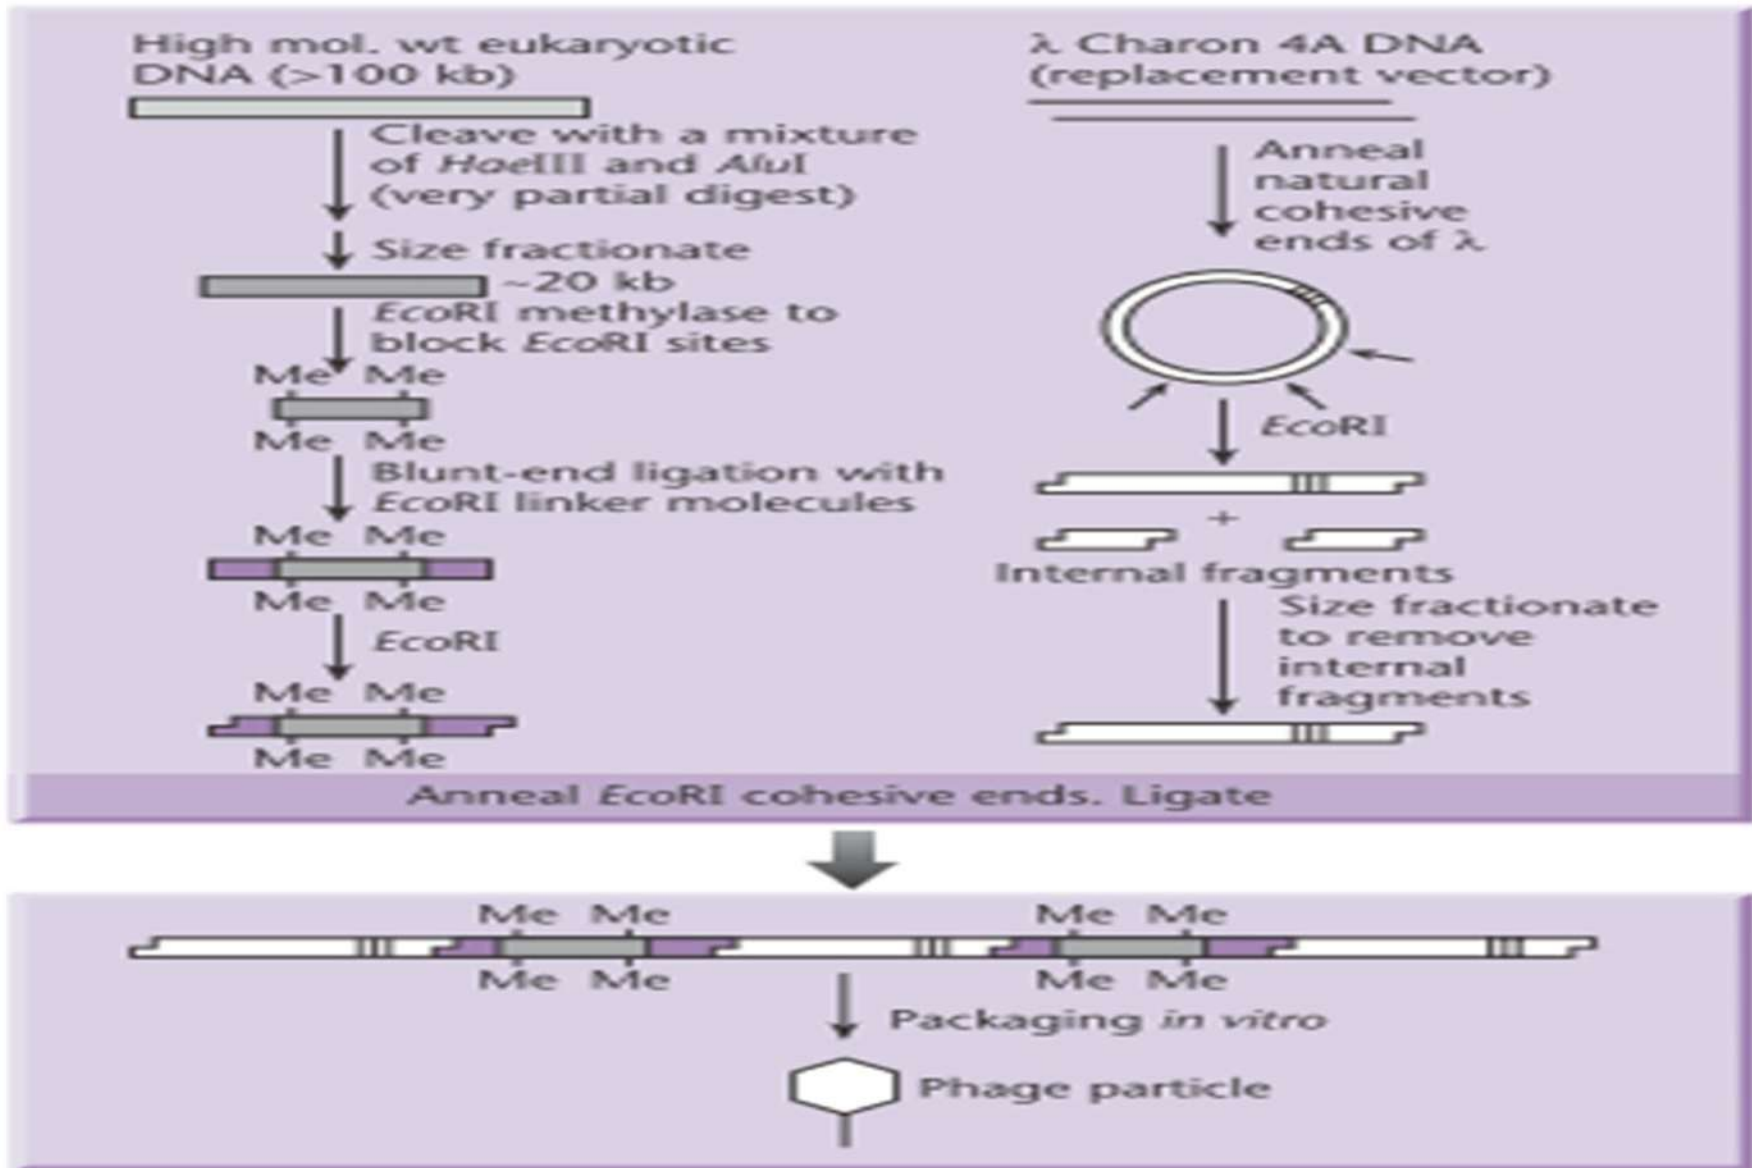 High mol. wt eukaryotic
DNA (>100 kb)
Cleave with a mixture
of HaeIII and AluI
(very partial digest)
Size fractionate
~20 kb
EcoRI methylase to
block EcoRI sites
Me Me
Me Me
Blunt-end ligation with
EcoRI linker molecules
Me Me
Me Me
EcoRI
Me Me
Me Me
λ Charon 4A DNA
(replacement vector)
Anneal
natural
cohesive
ends of λ
EcoRI
+
Internal fragments
Size fractionate
to remove
internal
fragments
Anneal EcoRI cohesive ends. Ligate
Me Me Me Me
Me Me Me Me
Packaging in vitro
Phage particle